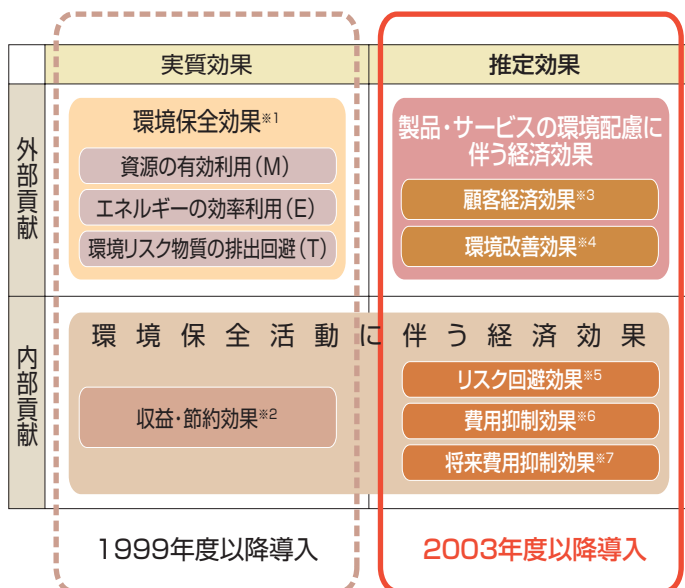 実質効果
推定効果
外部貢献
環境保全効果※1
資源の有効利用(M)
エネルギーの効率利用(E)
環境リスク物質の排出回避(T)
製品・サービスの環境配慮に
伴う経済効果
顧客経済効果※3
環境改善効果※4
内部貢献
環境保全活動に伴う経済効果
収益・節約効果※2
リスク回避効果※5
費用抑制効果※6
将来費用抑制効果※7
1999年度以降導入
2003年度以降導入